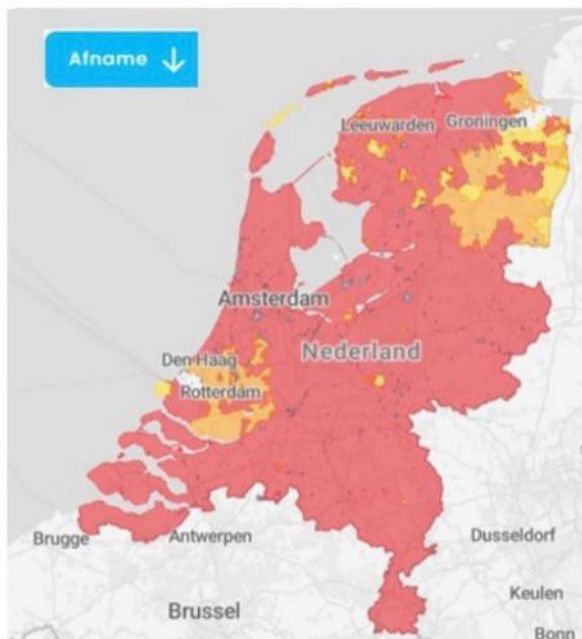 Afname ↓
Leeuwarden
Groningen
Amsterdam
Nederland
Den Haag
Rotterdam
Brugge
Antwerpen
Dusseldorf
Brussel
Keulen
Bonn